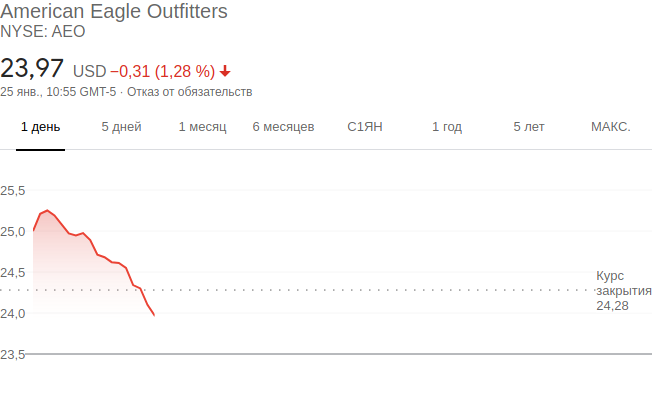 American Eagle Outfitters
NYSE: AEO
23,97 USD −0,31 (1,28 %)
25 янв., 10:55 GMT-5 · Отказ от обязательств
1 день 5 дней 1 месяц 6 месяцев С1ЯН 1 год 5 лет МАКС.
25,5
25,0
24,5
Курс
закрытия
24,28
24,0
23,5